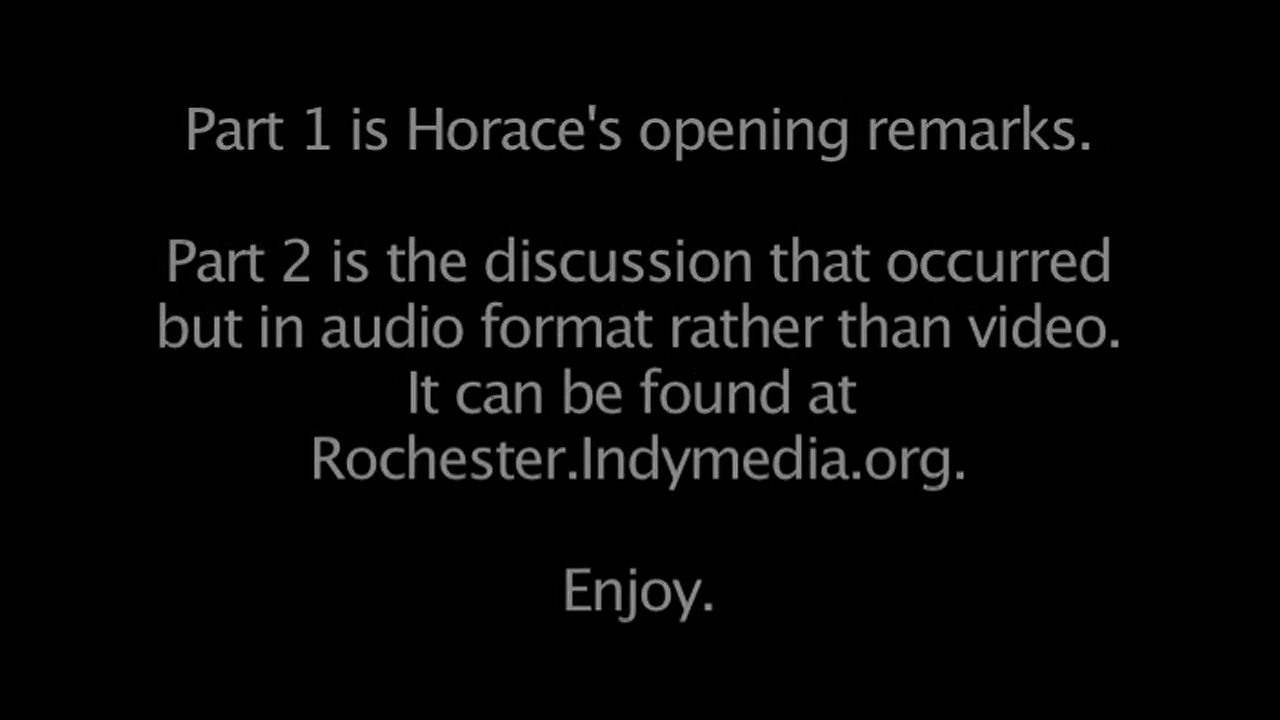 Part 1 is Horace's opening remarks.
Part 2 is the discussion that occurred
but in audio format rather than video.
It can be found at
Rochester.Indymedia.org.
Enjoy.